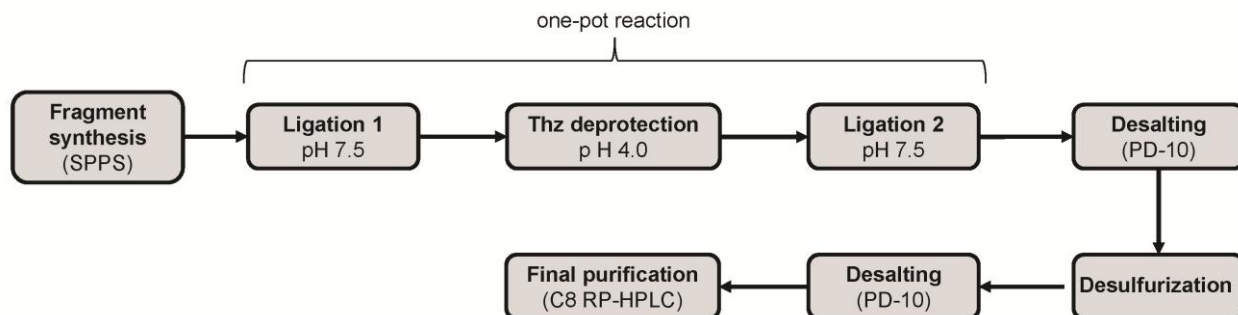 one-pot reaction
Fragment
synthesis
(SPPS)
Ligation 1
pH 7.5
Thz deprotection
p H 4.0
Ligation 2
pH 7.5
Desalting
(PD-10)
Final purification
(C8 RP-HPLC)
Desalting
(PD-10)
Desulfurization